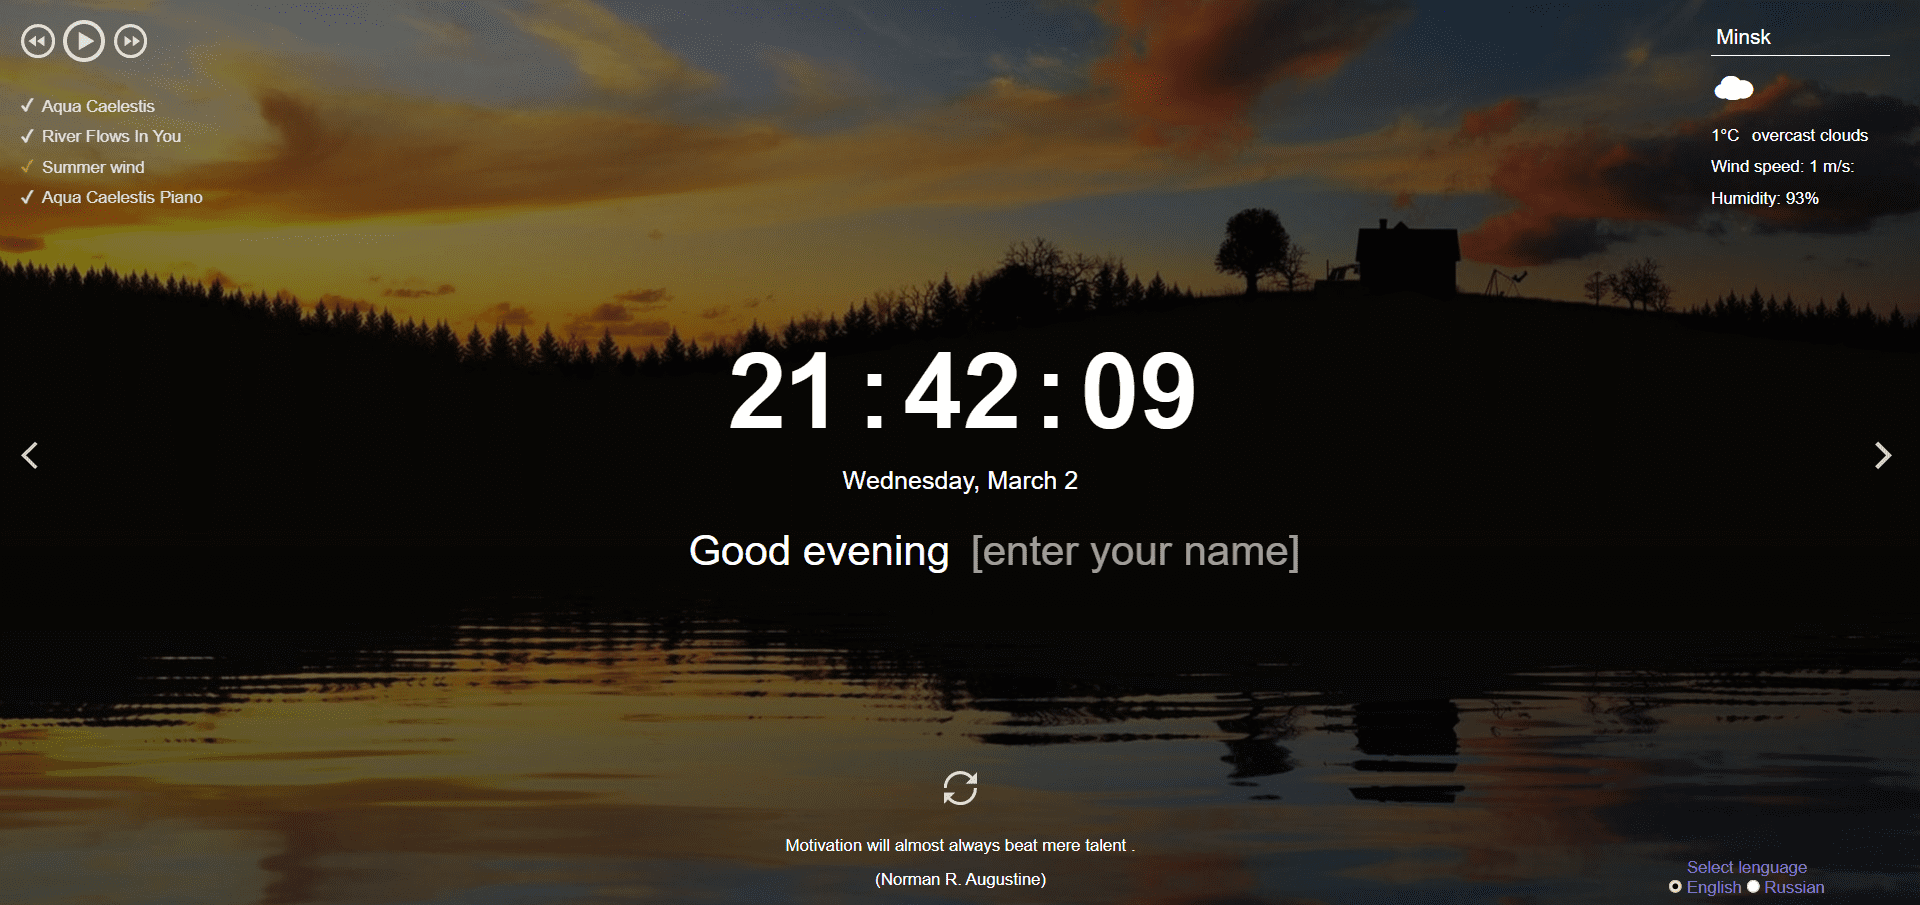 Aqua Caelestis
River Flows In You
Summer wind
Aqua Caelestis Piano
Minsk
1°C overcast clouds
Wind speed: 1 m/s:
Humidity: 93%
21:42:09
Wednesday, March 2
Good evening [enter your name]
Motivation will almost always beat mere talent .
(Norman R. Augustine)
Select lenguage
English Russian